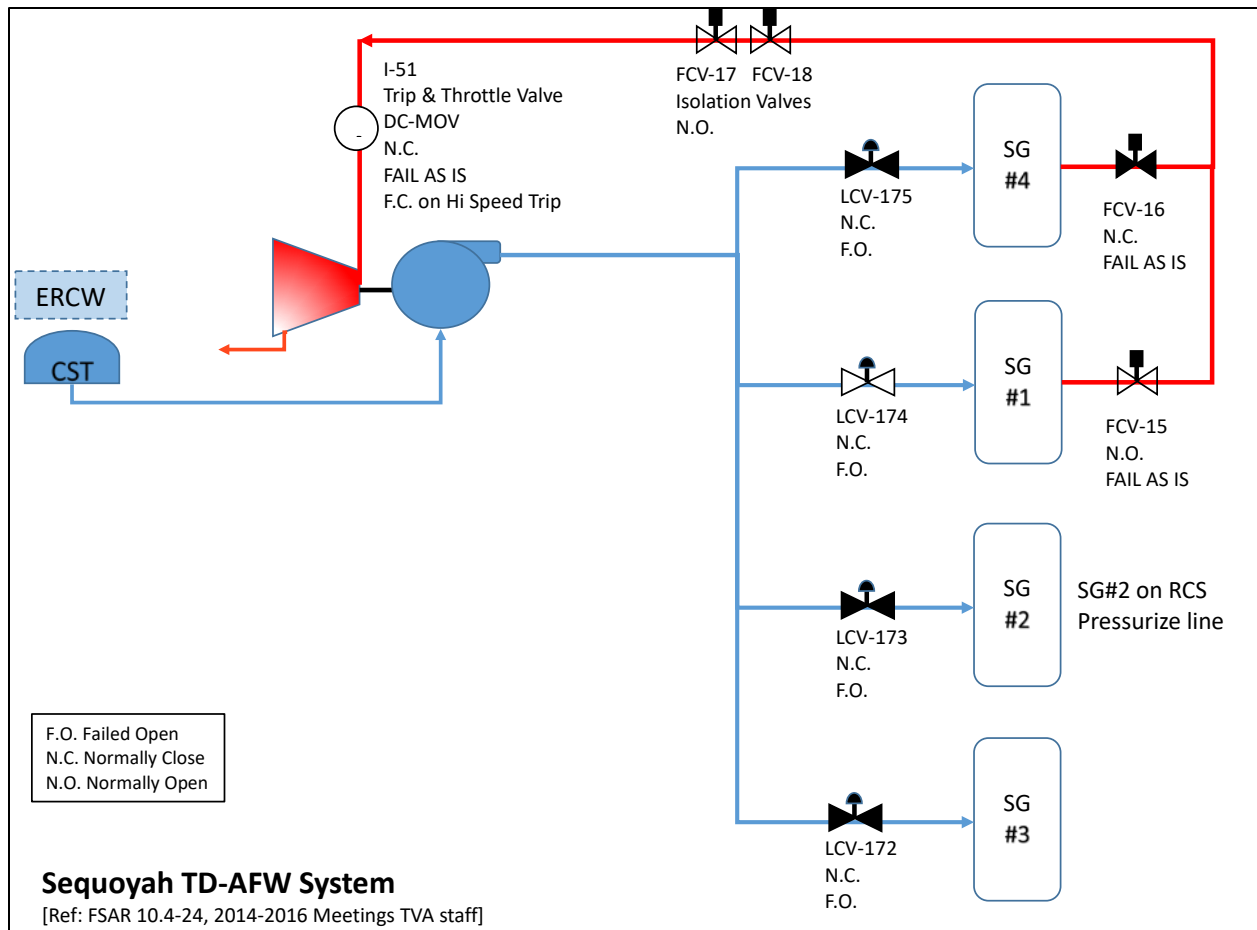 I-51
Trip & Throttle Valve
DC-MOV
N.C.
FAIL AS IS
F.C. on Hi Speed Trip
-
FCV-17 FCV-18
Isolation Valves
N.O.
SG
#4
LCV-175
N.C.
F.O.
FCV-16
N.C.
FAIL AS IS
ERCW
CST
SG
#1
LCV-174
N.C.
F.O.
FCV-15
N.O.
FAIL AS IS
SG
#2
SG#2 on RCS
Pressurize line
LCV-173
N.C.
F.O.
F.O. Failed Open
N.C. Normally Close
N.O. Normally Open
SG
#3
LCV-172
N.C.
F.O.
Sequoyah TD-AFW System
[Ref: FSAR 10.4-24, 2014-2016 Meetings TVA staff]